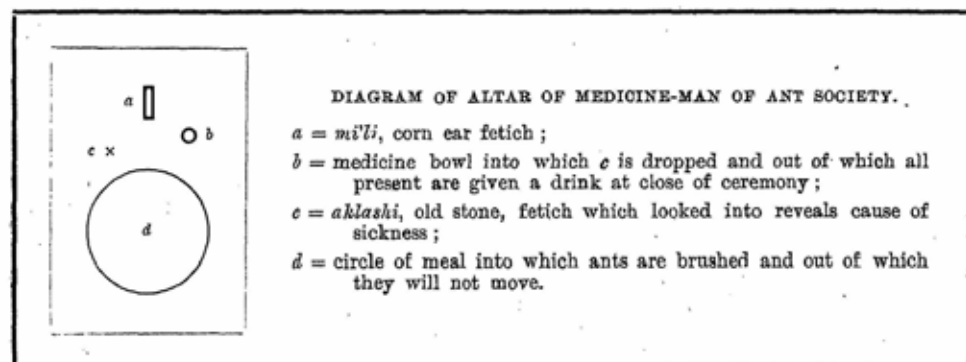 a
b
c ×
d
DIAGRAM OF ALTAR OF MEDICINE-MAN OF ANT SOCIETY.
a = mi'li, corn ear fetich ;
b = medicine bowl into which c is dropped and out of which all
present are given a drink at close of ceremony ;
c = aklashi, old stone, fetich which looked into reveals cause of
sickness ;
d = circle of meal into which ants are brushed and out of which
they will not move.